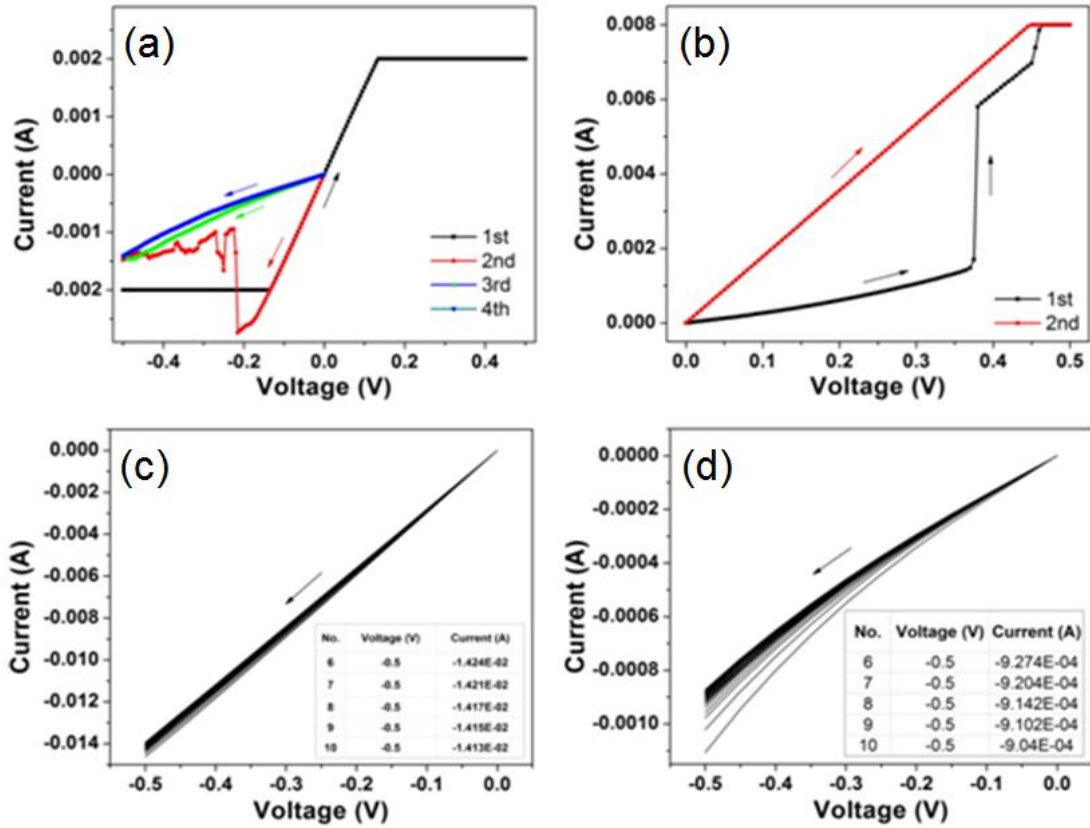 (a)
Current (A)
0.002
0.001
0.000
-0.001
-0.002
1st
2nd
3rd
4th
-0.4 -0.2 0.0 0.2 0.4
Voltage (V)
(b)
Current (A)
0.008
0.006
0.004
0.002
0.000
1st
2nd
0.0 0.1 0.2 0.3 0.4 0.5
Voltage (V)
(c)
Current (A)
0.000
-0.002
-0.004
-0.006
-0.008
-0.010
-0.012
-0.014
No. Voltage (V) Current (A)
6 -0.5 -1.424E-02
7 -0.5 -1.421E-02
8 -0.5 -1.417E-02
9 -0.5 -1.415E-02
10 -0.5 -1.413E-02
-0.5 -0.4 -0.3 -0.2 -0.1 0.0
Voltage (V)
(d)
Current (A)
0.0000
-0.0002
-0.0004
-0.0006
-0.0008
-0.0010
No. Voltage (V) Current (A)
6 -0.5 -9.274E-04
7 -0.5 -9.204E-04
8 -0.5 -9.142E-04
9 -0.5 -9.102E-04
10 -0.5 -9.04E-04
-0.5 -0.4 -0.3 -0.2 -0.1 0.0
Voltage (V)